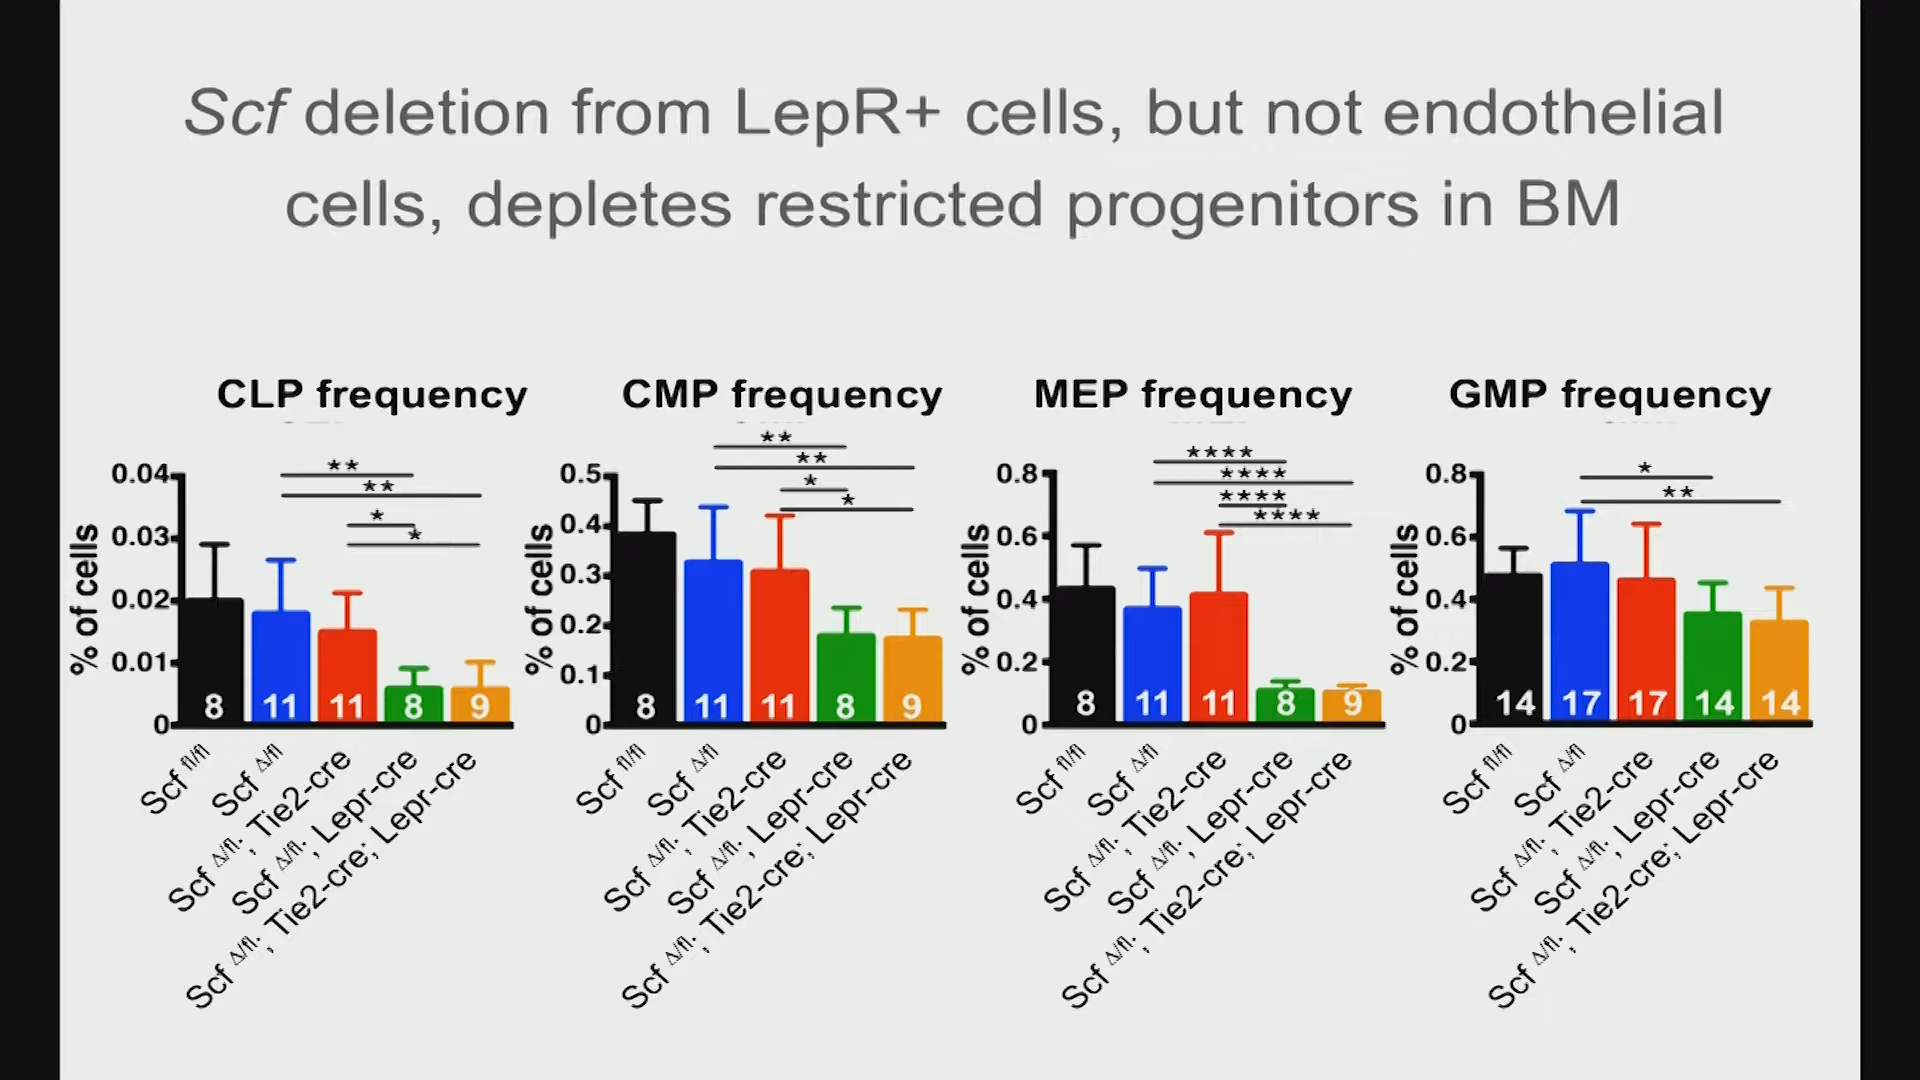 Scf deletion from LepR+ cells, but not endothelial
cells, depletes restricted progenitors in BM
CLP frequency
% of cells
0.04
0.03
0.02
0.01
0
**
**
*
*
8
11
11
8
9
Scf fl/fl
Scf Δ/fl
Scf Δ/fl; Tie2-cre
Scf Δ/fl; Lepr-cre
Scf Δ/fl; Tie2-cre; Lepr-cre
CMP frequency
% of cells
0.5
0.4
0.3
0.2
0.1
0
**
**
*
*
8
11
11
8
9
Scf fl/fl
Scf Δ/fl
Scf Δ/fl; Tie2-cre
Scf Δ/fl; Lepr-cre
Scf Δ/fl; Tie2-cre; Lepr-cre
MEP frequency
% of cells
0.8
0.6
0.4
0.2
0
****
****
****
****
8
11
11
8
9
Scf fl/fl
Scf Δ/fl
Scf Δ/fl; Tie2-cre
Scf Δ/fl; Lepr-cre
Scf Δ/fl; Tie2-cre; Lepr-cre
GMP frequency
% of cells
0.8
0.6
0.4
0.2
0
*
**
14
17
17
14
14
Scf fl/fl
Scf Δ/fl
Scf Δ/fl; Tie2-cre
Scf Δ/fl; Lepr-cre
Scf Δ/fl; Tie2-cre; Lepr-cre